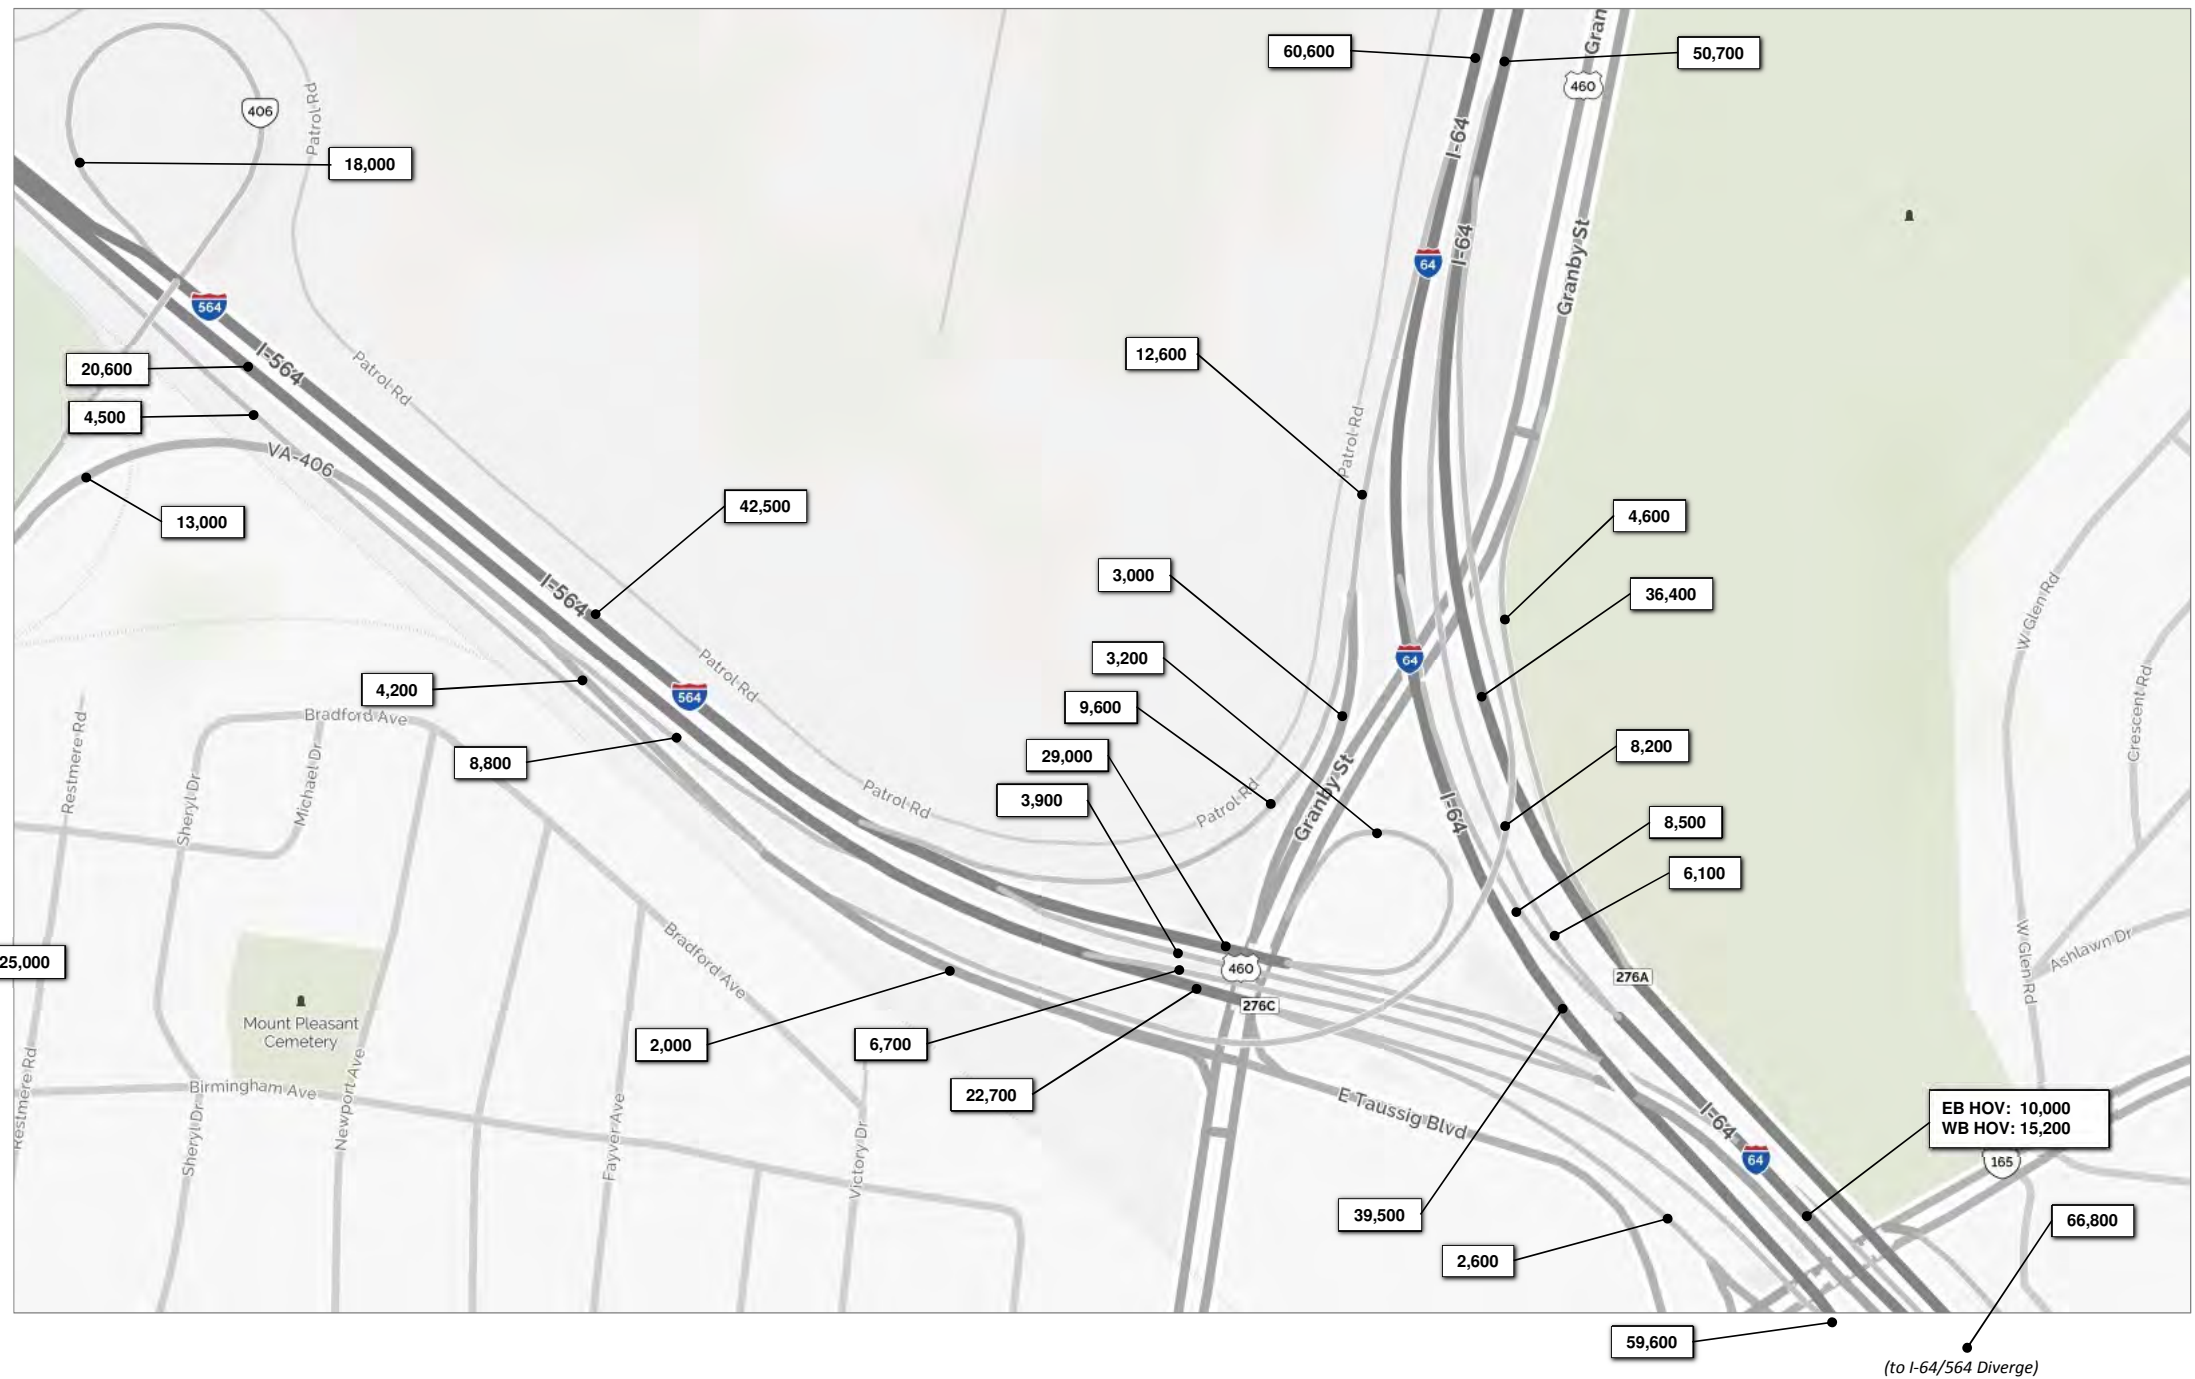 60,600
50,700
Gran
460
406
Patrol Rd
18,000
I-64
I-64
64
Granby St
564
I-564
20,600
Patrol Rd
12,600
4,500
VA-406
Patrol Rd
13,000
42,500
4,600
3,000
I-564
36,400
W Glen Rd
3,200
64
4,200
Patrol Rd
564
9,600
Crescent Rd
Bradford Ave
Restmere Rd
Michael Dr
8,800
29,000
8,200
Sheryl Dr
3,900
Patrol Rd
Patrol Rd
Granby St
I-64
8,500
6,100
Bradford Ave
Ashlawn Dr
W Glen Rd
25,000
460
276A
276C
Mount Pleasant
Cemetery
2,000
6,700
22,700
Restmere Rd
Birmingham Ave
Sheryl Dr
Newport Ave
Fayver Ave
Victory Dr
E Taussig Blvd
I-64
64
EB HOV: 10,000
WB HOV: 15,200
165
39,500
2,600
66,800
59,600
(to I-64/564 Diverge)